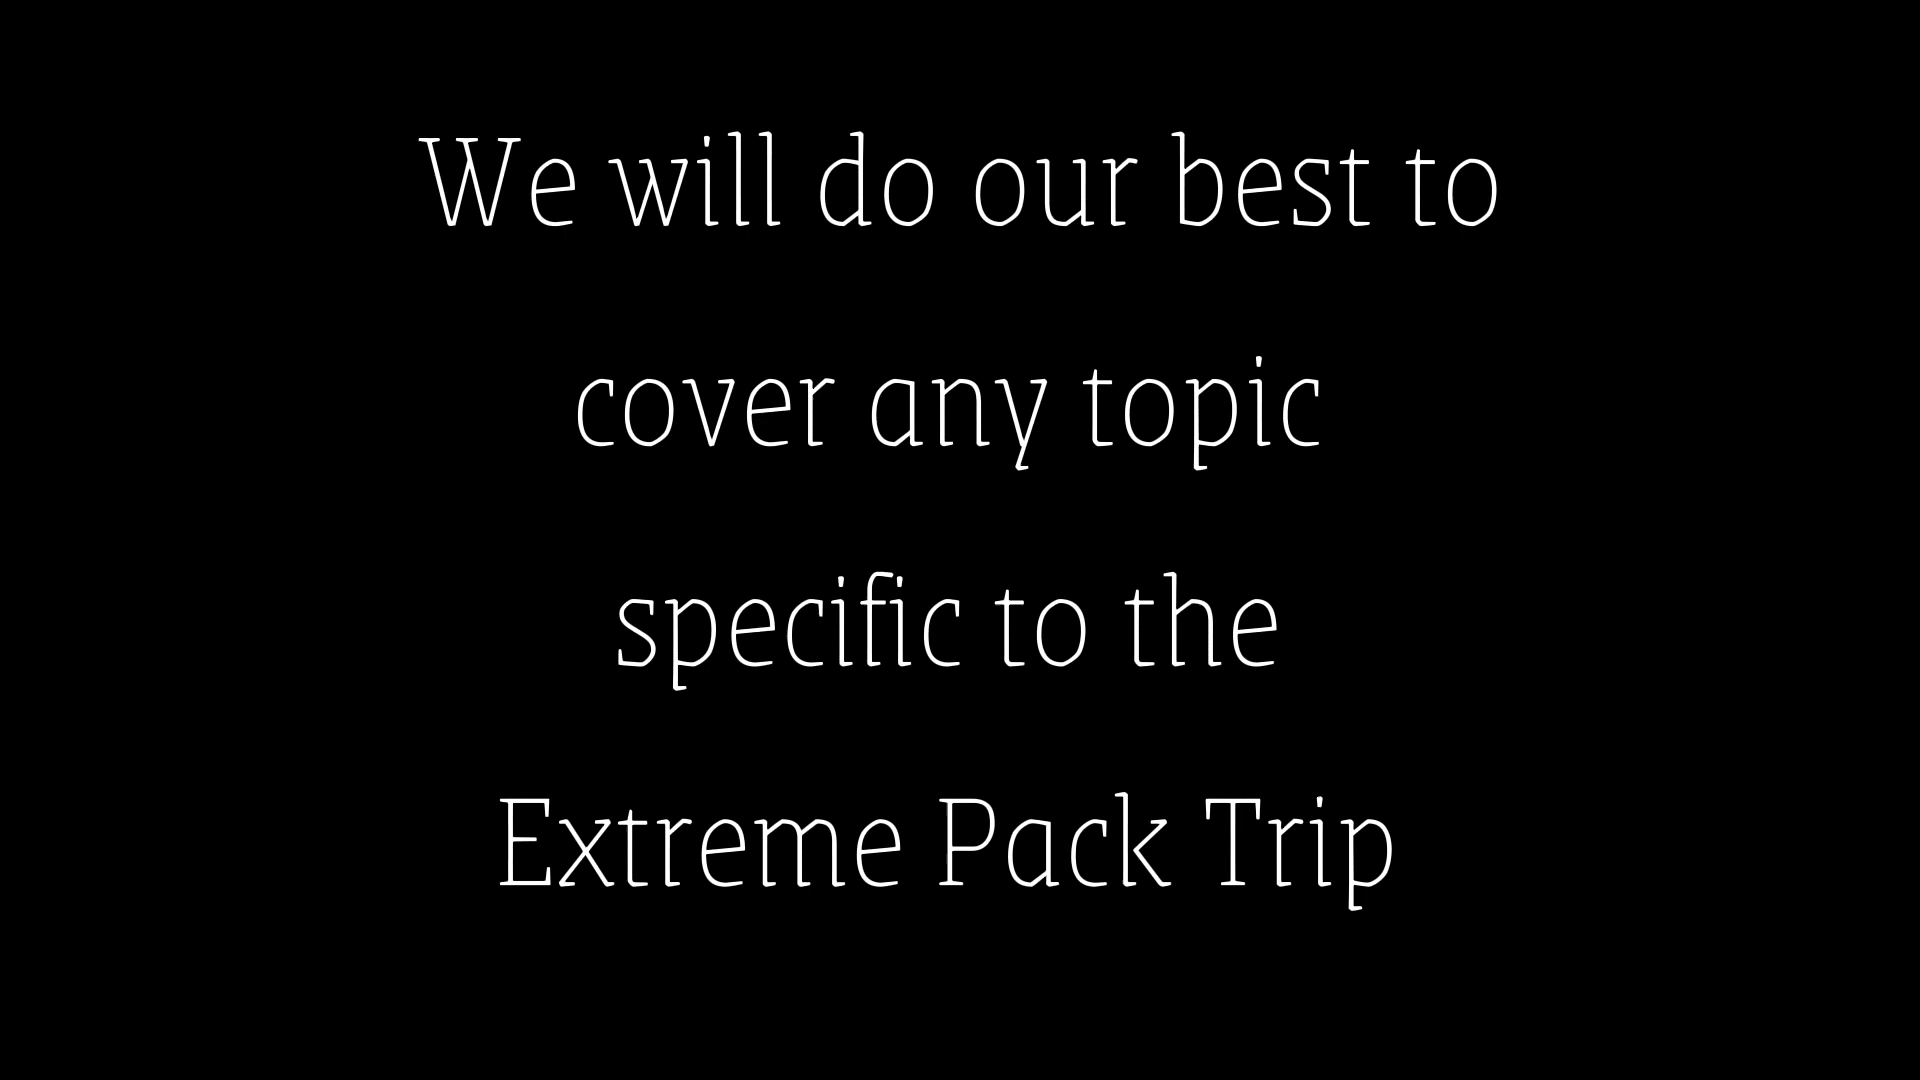 We will do our best to
cover any topic
specific to the
Extreme Pack Trip